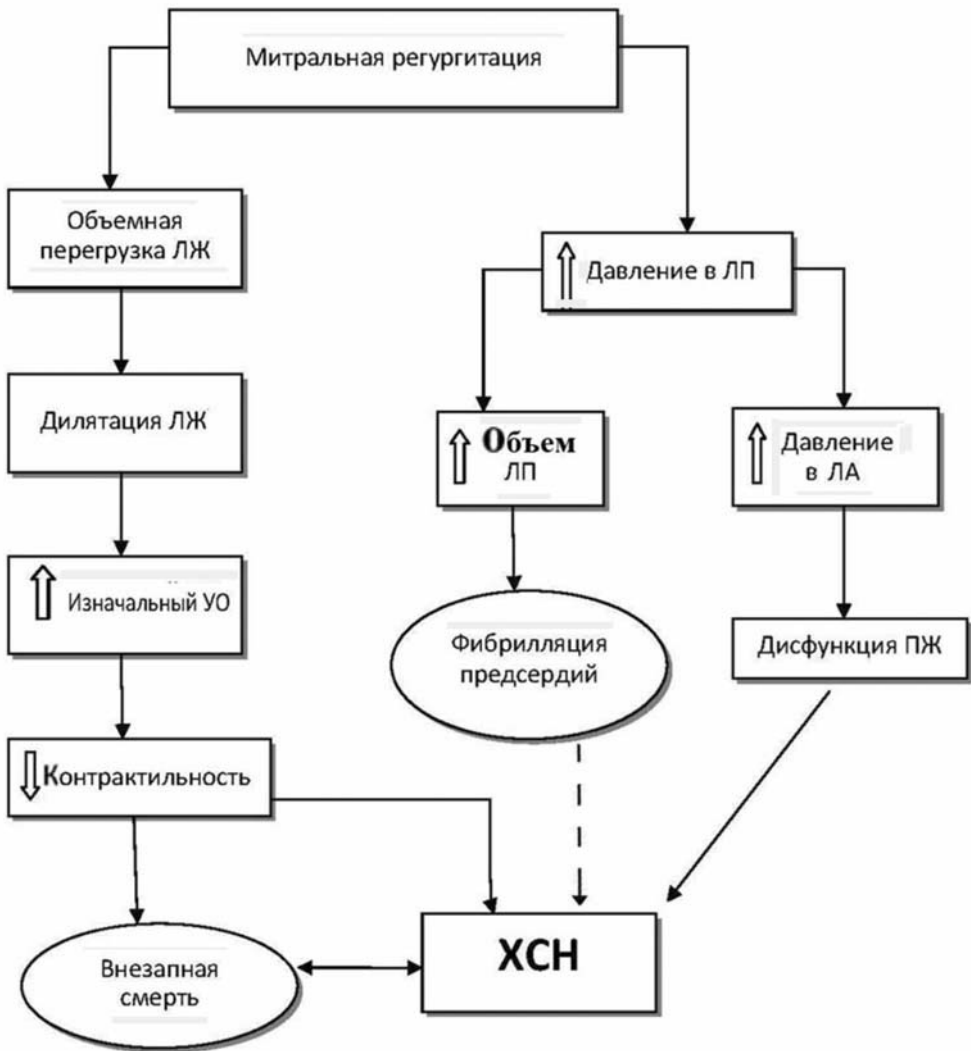 Митральная регургитация
Объемная
перегрузка ЛЖ
Давление в ЛП
Дилятация ЛЖ
Объем
ЛП
Давление
в ЛА
Изначальный УО
Фибрилляция
предсердий
Дисфункция ПЖ
Контрактильность
ХСН
Внезапная
смерть